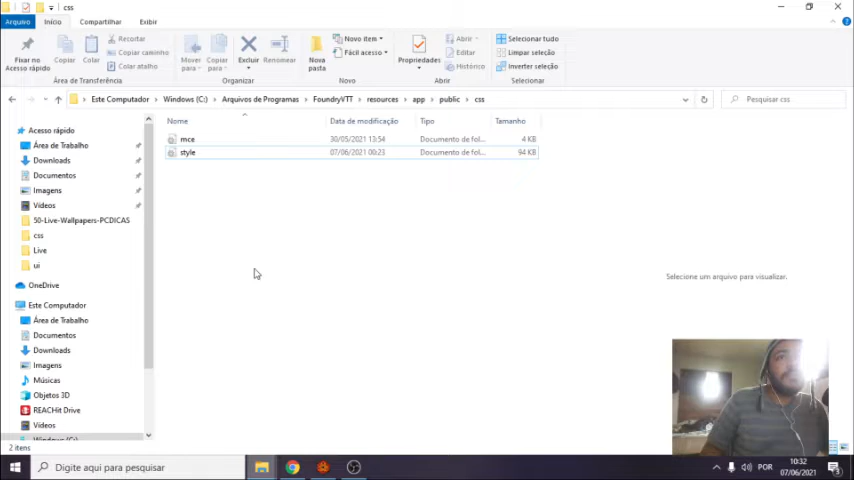 css
Arquivo Início Compartilhar Exibir
Fixar no Acesso rápido
Copiar
Colar
Recortar
Copiar caminho
Colar atalho
Área de Transferência
Mover para
Copiar para
Excluir
Renomear
Organizar
Nova pasta
Novo item
Fácil acesso
Novo
Propriedades
Abrir
Editar
Histórico
Abrir
Selecionar tudo
Limpar seleção
Inverter seleção
Selecionar
Este Computador > Windows (C:) > Arquivos de Programas > FoundryVTT > resources > app > public > css
Pesquisar css
Nome Data de modificação Tipo Tamanho
mce 30/05/2021 13:54 Documento de fol... 4 KB
style 07/06/2021 00:23 Documento de fol... 94 KB
Acesso rápido
Área de Trabalho
Downloads
Documentos
Imagens
Vídeos
50-Live-Wallpapers-PCDICAS
css
Live
ui
OneDrive
Este Computador
Área de Trabalho
Documentos
Downloads
Imagens
Músicas
Objetos 3D
REACHit Drive
Vídeos
Windows (C:)
Selecione um arquivo para visualizar.
2 itens
Digite aqui para pesquisar
POR
10:32
07/06/2021
3